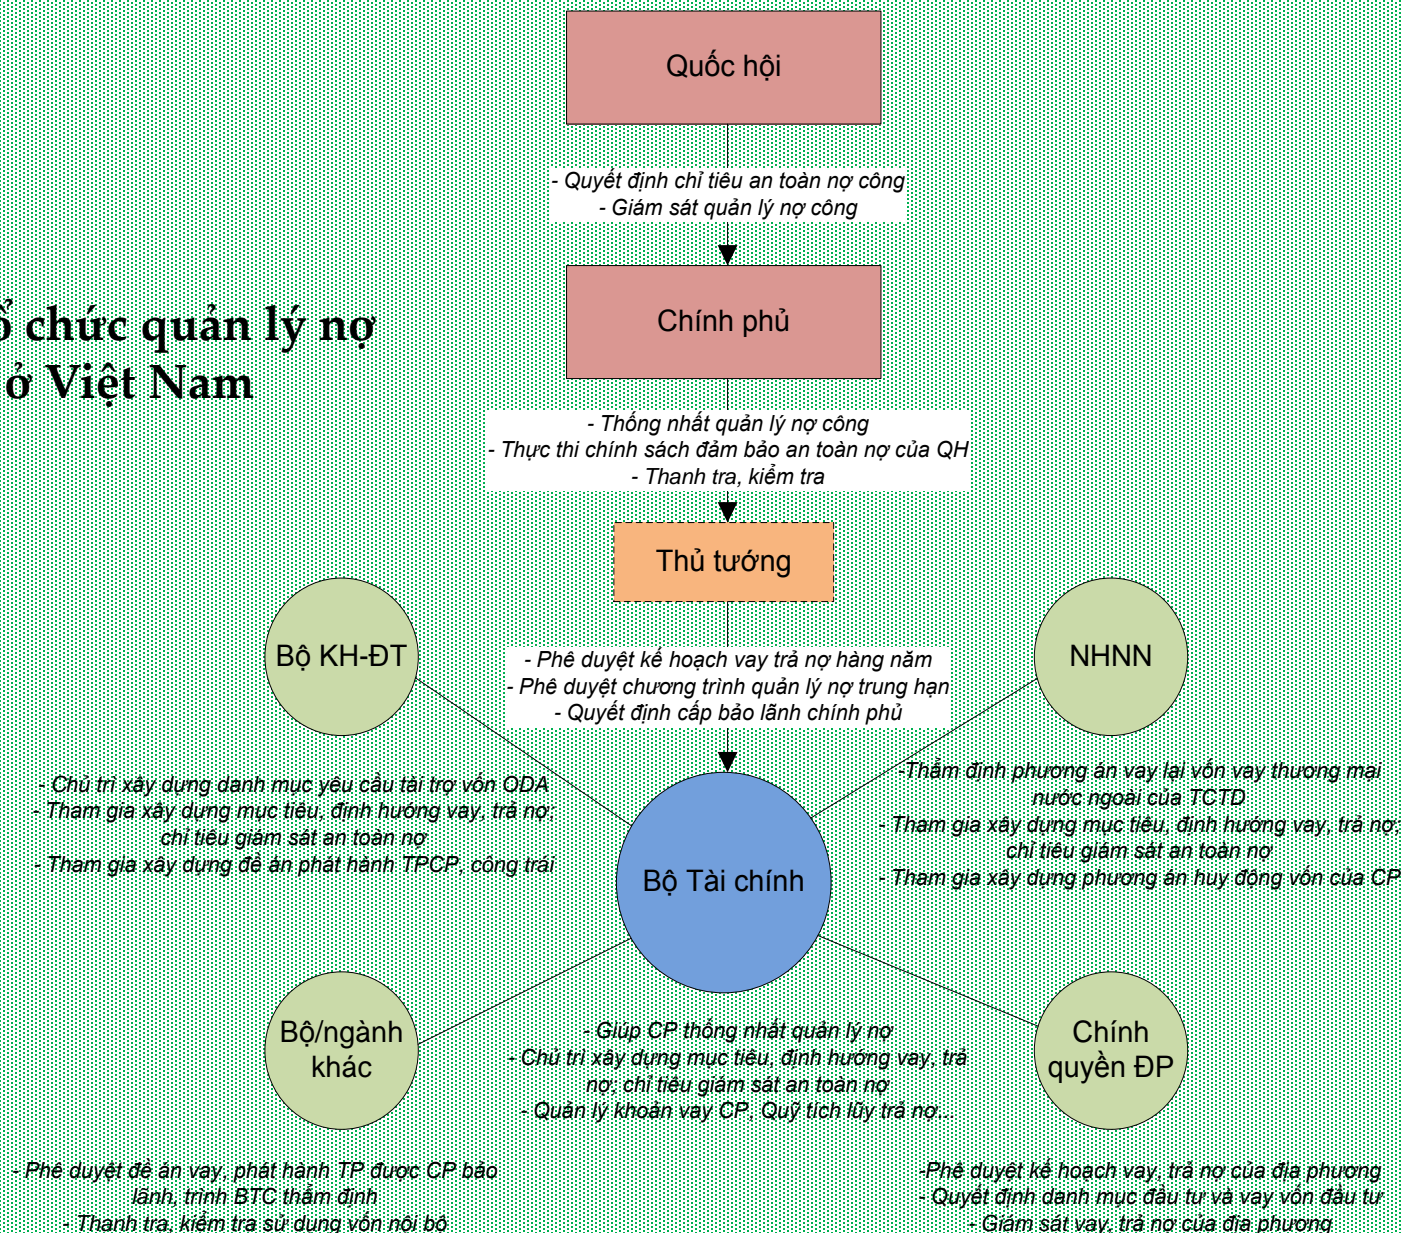 Quốc hội
- Quyết định chỉ tiêu an toàn nợ công
- Giám sát quản lý nợ công
Chính phủ
ổ chức quản lý nợ
ở Việt Nam
- Thống nhất quản lý nợ công
- Thực thi chính sách đảm bảo an toàn nợ của QH
- Thanh tra, kiểm tra
Thủ tướng
Bộ KH-ĐT
NHNN
- Phê duyệt kế hoạch vay trả nợ hàng năm
- Phê duyệt chương trình quản lý nợ trung hạn
- Quyết định cấp bảo lãnh chính phủ
- Chủ trì xây dựng danh mục yêu cầu tài trợ vốn ODA
- Tham gia xây dựng mục tiêu, định hướng vay, trả nợ;
chỉ tiêu giám sát an toàn nợ
- Tham gia xây dựng đề án phát hành TPCP, công trái
-Thẩm định phương án vay lại vốn vay thương mại
nước ngoài của TCTD
- Tham gia xây dựng mục tiêu, định hướng vay, trả nợ;
chỉ tiêu giám sát an toàn nợ
- Tham gia xây dựng phương án huy động vốn của CP
Bộ Tài chính
Bộ/ngành
khác
- Giúp CP thống nhất quản lý nợ
- Chủ trì xây dựng mục tiêu, định hướng vay, trả
nợ; chỉ tiêu giám sát an toàn nợ
- Quản lý khoản vay CP, Quỹ tích lũy trả nợ...
Chính
quyền ĐP
- Phê duyệt đề án vay, phát hành TP được CP bảo
lãnh, trình BTC thẩm định
- Thanh tra, kiểm tra sử dụng vốn nội bộ
-Phê duyệt kế hoạch vay, trả nợ của địa phương
- Quyết định danh mục đầu tư và vay vốn đầu tư
- Giám sát vay, trả nợ của địa phương